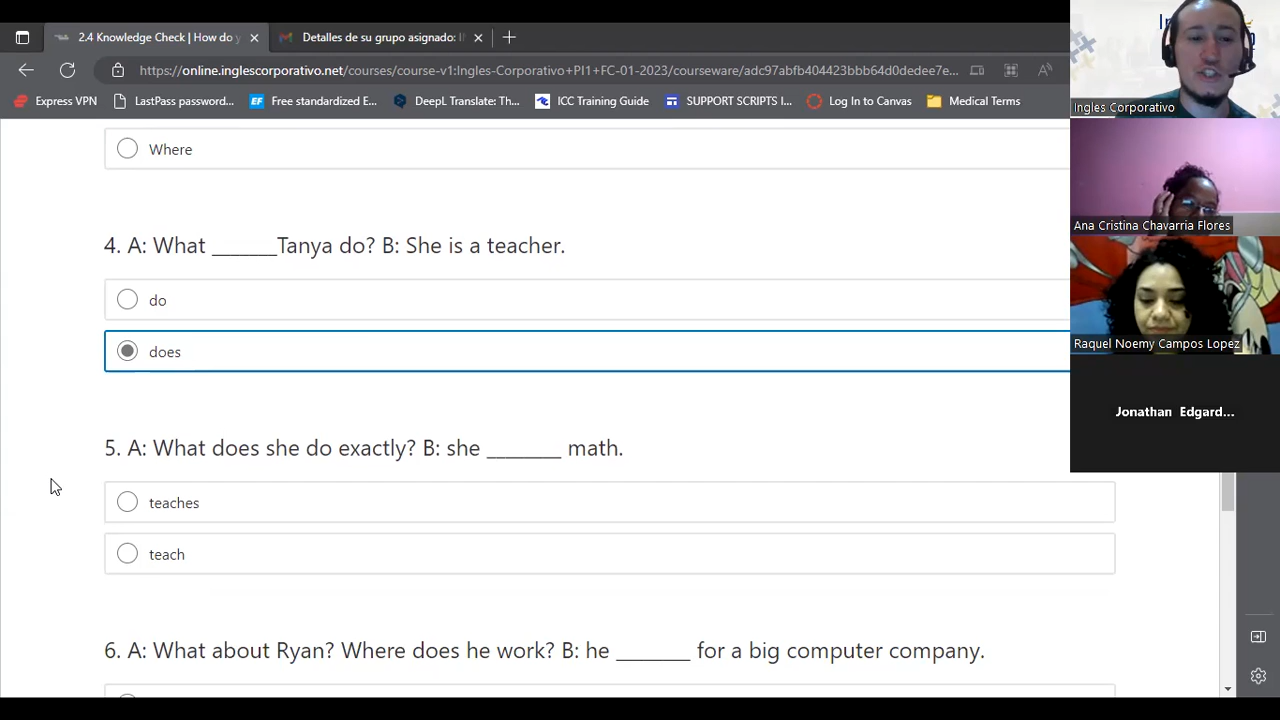 2.4 Knowledge Check | How do y
Detalles de su grupo asignado: I
https://online.inglescorporativo.net/courses/course-v1:Ingles-Corporativo+PI1+FC-01-2023/courseware/adc97abfb404423bbb64d0dedee7e...
Express VPN
LastPass password...
EF Free standardized E...
DeepL Translate: Th...
ICC Training Guide
SUPPORT SCRIPTS I...
Log In to Canvas
Medical Terms
Ingles Corporativo
Where
Ana Cristina Chavarria Flores
4. A: What _______Tanya do? B: She is a teacher.
do
Raquel Noemy Campos Lopez
does
Jonathan Edgard...
5. A: What does she do exactly? B: she ________ math.
teaches
teach
6. A: What about Ryan? Where does he work? B: he ________ for a big computer company.